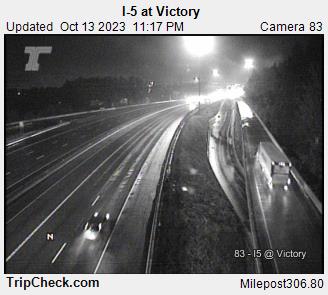 I-5 at Victory
Updated Oct 13 2023 11:17 PM Camera 83
T
N
83 - I5 @ Victory
TripCheck.com Milepost306.80